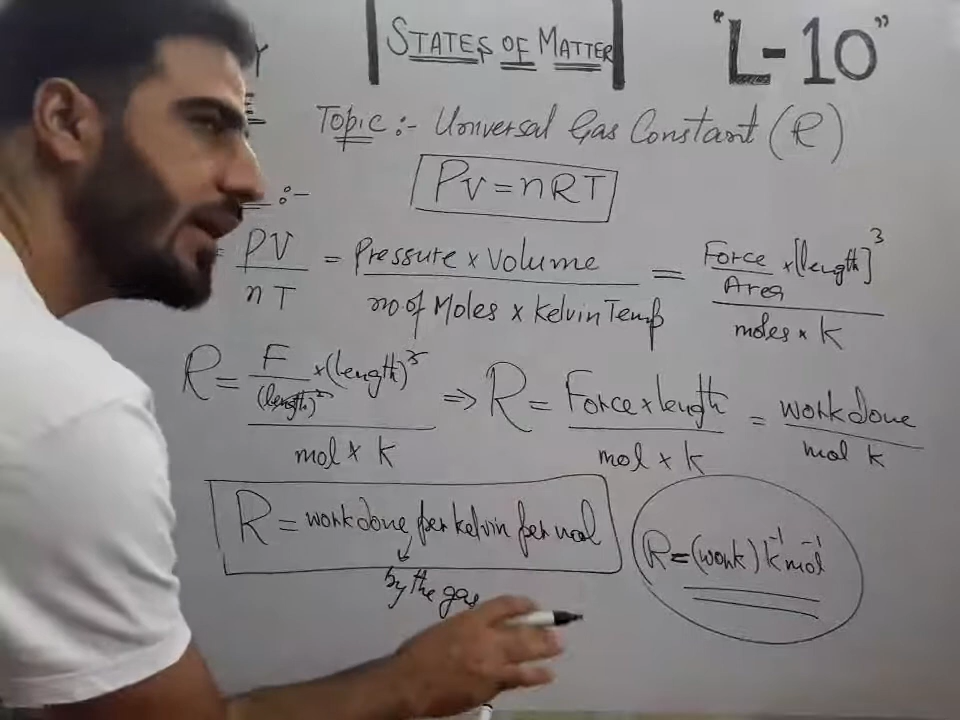 STATES OF MATTER
"L-10"
Topic:- Universal Gas Constant (R)
PV = nRT
:-
= PV / nT = Pressure × Volume / no. of Moles × Kelvin Temp = Force / Area × [length]³ / moles × K
R = F / (length)² × (length)³ / mol × K ⇒ R = Force × length / mol × K = work done / mol K
R = work done per kelvin per mol
by the gas
R = (work) K⁻¹ mol⁻¹